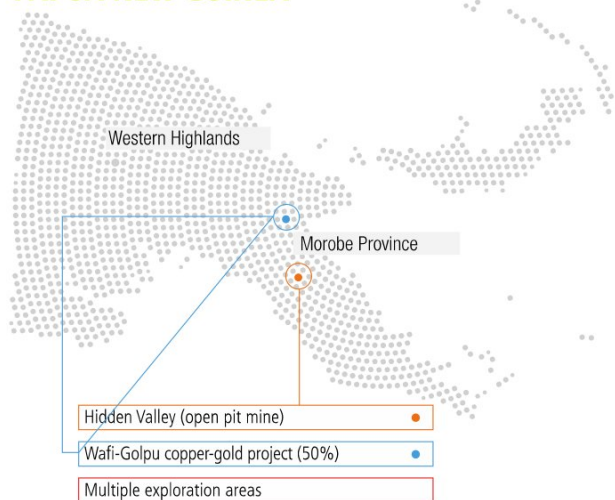 Western Highlands
Morobe Province
Hidden Valley (open pit mine)
Wafi-Golpu copper-gold project (50%)
Multiple exploration areas